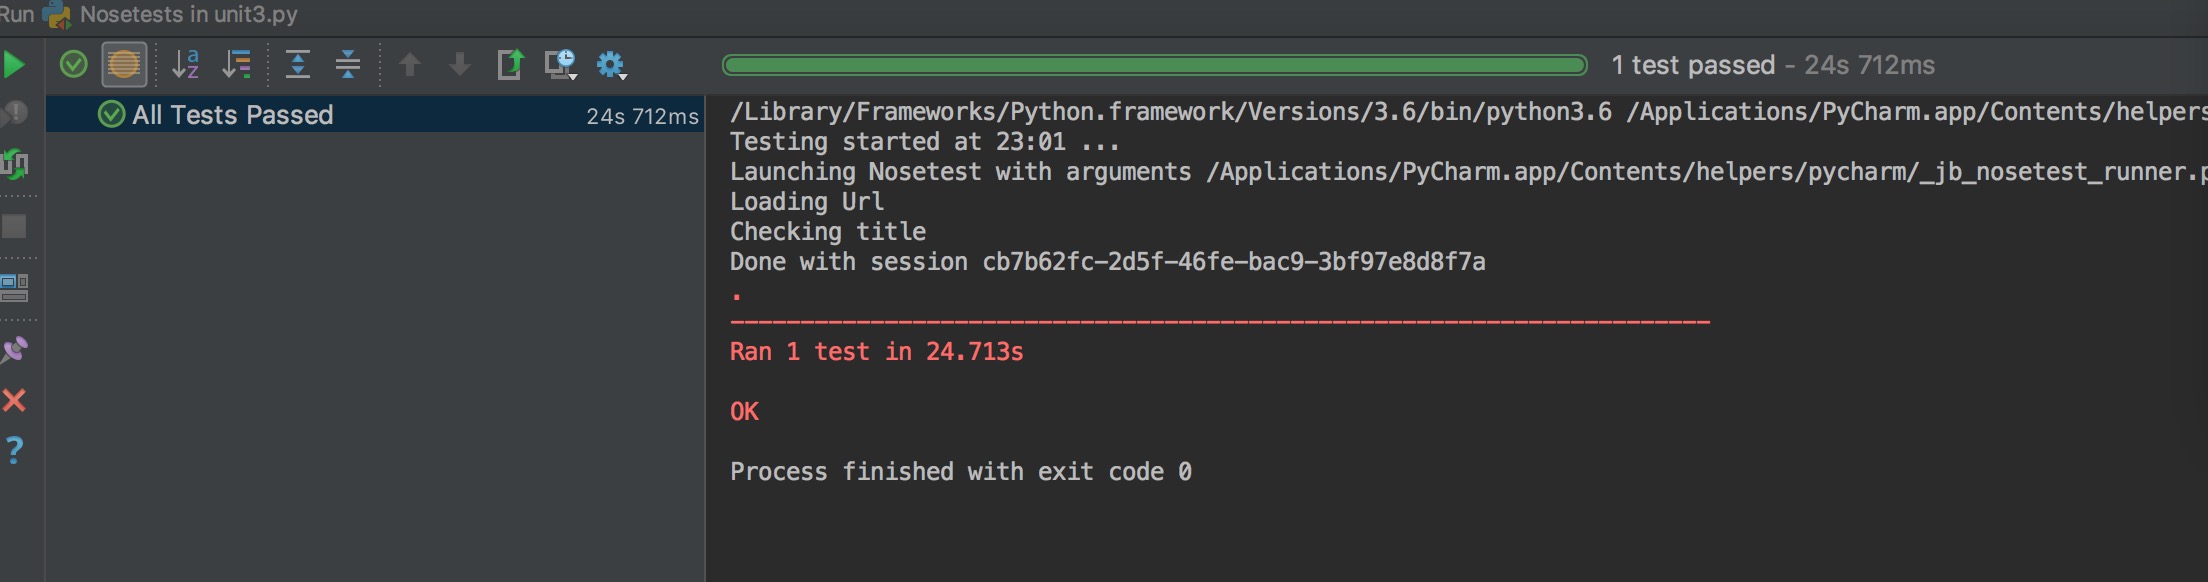 Run Nosetests in unit3.py
1 test passed - 24s 712ms
All Tests Passed 24s 712ms
/Library/Frameworks/Python.framework/Versions/3.6/bin/python3.6 /Applications/PyCharm.app/Contents/helpers
Testing started at 23:01 ...
Launching Nosetest with arguments /Applications/PyCharm.app/Contents/helpers/pycharm/_jb_nosetest_runner.p
Loading Url
Checking title
Done with session cb7b62fc-2d5f-46fe-bac9-3bf97e8d8f7a
.
----------------------------------------------------------------------
Ran 1 test in 24.713s
OK
Process finished with exit code 0